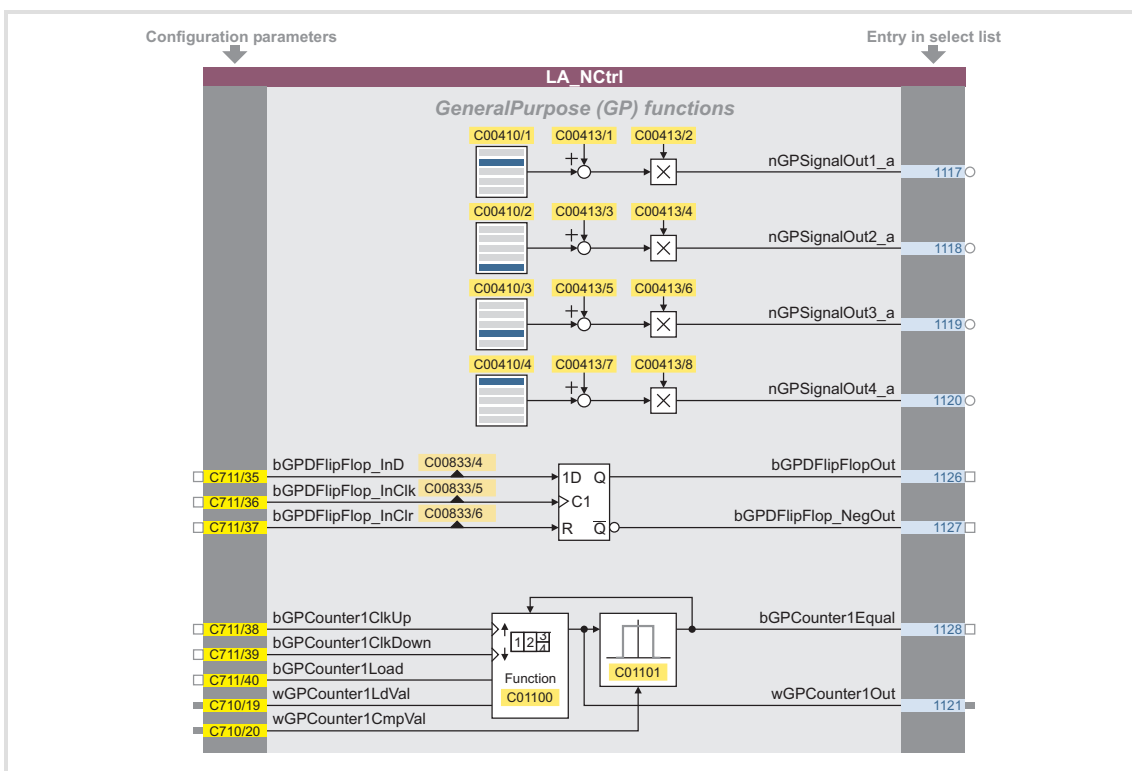 Configuration parameters
Entry in select list
LA_NCtrl
GeneralPurpose (GP) functions
C00410/1 C00413/1 C00413/2
+
×
nGPSignalOut1_a
1117
C00410/2 C00413/3 C00413/4
+
×
nGPSignalOut2_a
1118
C00410/3 C00413/5 C00413/6
+
×
nGPSignalOut3_a
1119
C00410/4 C00413/7 C00413/8
+
×
nGPSignalOut4_a
1120
C711/35 bGPDFlipFlop_InD C00833/4
C711/36 bGPDFlipFlop_InClk C00833/5
C711/37 bGPDFlipFlop_InClr C00833/6
1D Q
C1
R Q
bGPDFlipFlopOut
1126
bGPDFlipFlop_NegOut
1127
C711/38 bGPCounter1ClkUp
C711/39 bGPCounter1ClkDown
C711/40 bGPCounter1Load
C710/19 wGPCounter1LdVal
C710/20 wGPCounter1CmpVal
1 2 3 4
Function
C01100
C01101
bGPCounter1Equal
1128
wGPCounter1Out
1121